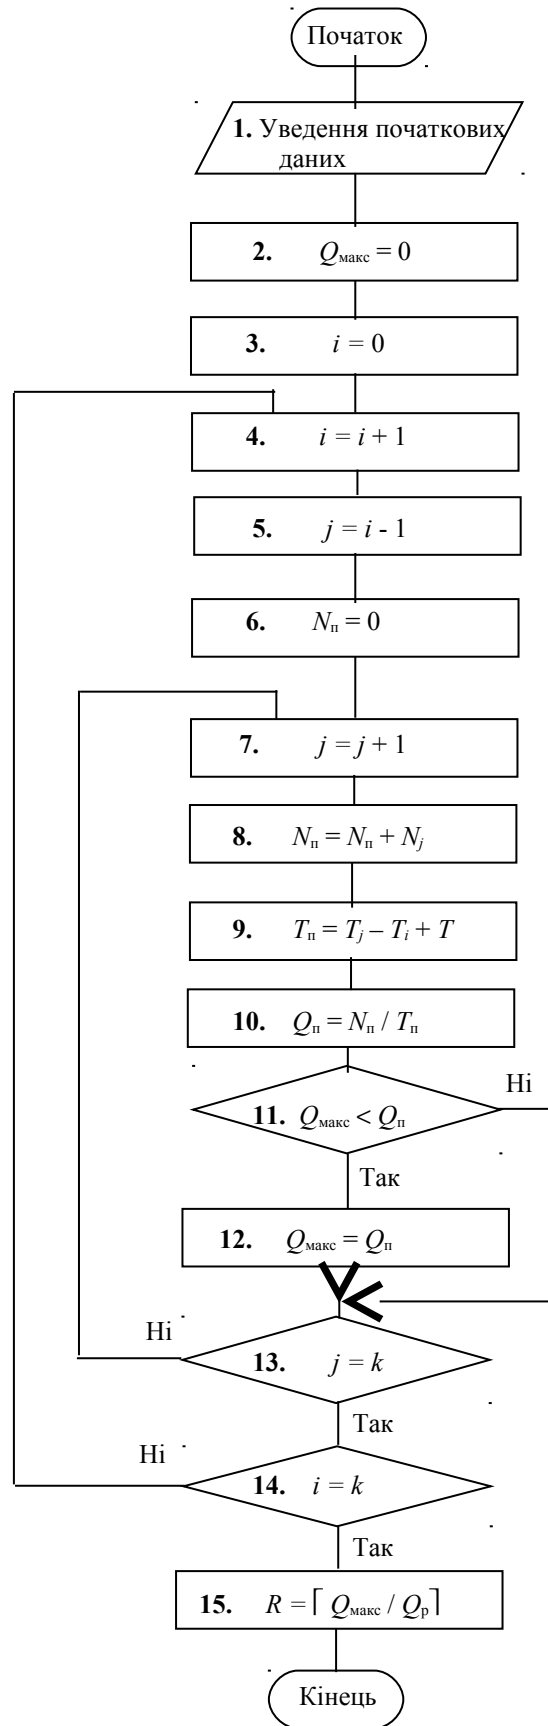 Початок
1. Уведення початкових
даних
2. Qмакс = 0
3. i = 0
4. i = i + 1
5. j = i - 1
6. Nп = 0
7. j = j + 1
8. Nп = Nп + Nj
9. Tп = Tj – Ti + T
10. Qп = Nп / Tп
Ні
11. Qмакс < Qп
Так
12. Qмакс = Qп
Ні
13. j = k
Так
Ні
14. i = k
Так
15. R = ⌈ Qмакс / Qр⌉
Кінець